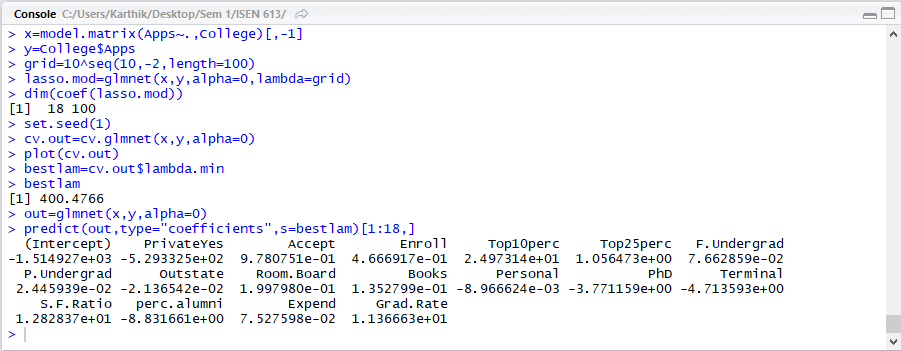 Console C:/Users/Karthik/Desktop/Sem 1/ISEN 613/
> x=model.matrix(Apps~.,College)[,-1]
> y=College$Apps
> grid=10^seq(10,-2,length=100)
> lasso.mod=glmnet(x,y,alpha=0,lambda=grid)
> dim(coef(lasso.mod))
[1]  18 100
> set.seed(1)
> cv.out=cv.glmnet(x,y,alpha=0)
> plot(cv.out)
> bestlam=cv.out$lambda.min
> bestlam
[1] 400.4766
> out=glmnet(x,y,alpha=0)
> predict(out,type="coefficients",s=bestlam)[1:18,]
  (Intercept)    PrivateYes        Accept        Enroll     Top10perc     Top25perc   F.Undergrad
-1.514927e+03 -5.293325e+02  9.780751e-01  4.666917e-01  2.497314e+01  1.056473e+00  7.662859e-02
  P.Undergrad      Outstate    Room.Board         Books      Personal           PhD      Terminal
 2.445939e-02 -2.136542e-02  1.997980e-01  1.352799e-01 -8.966624e-03 -3.771159e+00 -4.713593e+00
    S.F.Ratio   perc.alumni        Expend     Grad.Rate
 1.282837e+01 -8.831661e+00  7.527598e-02  1.136663e+01
>